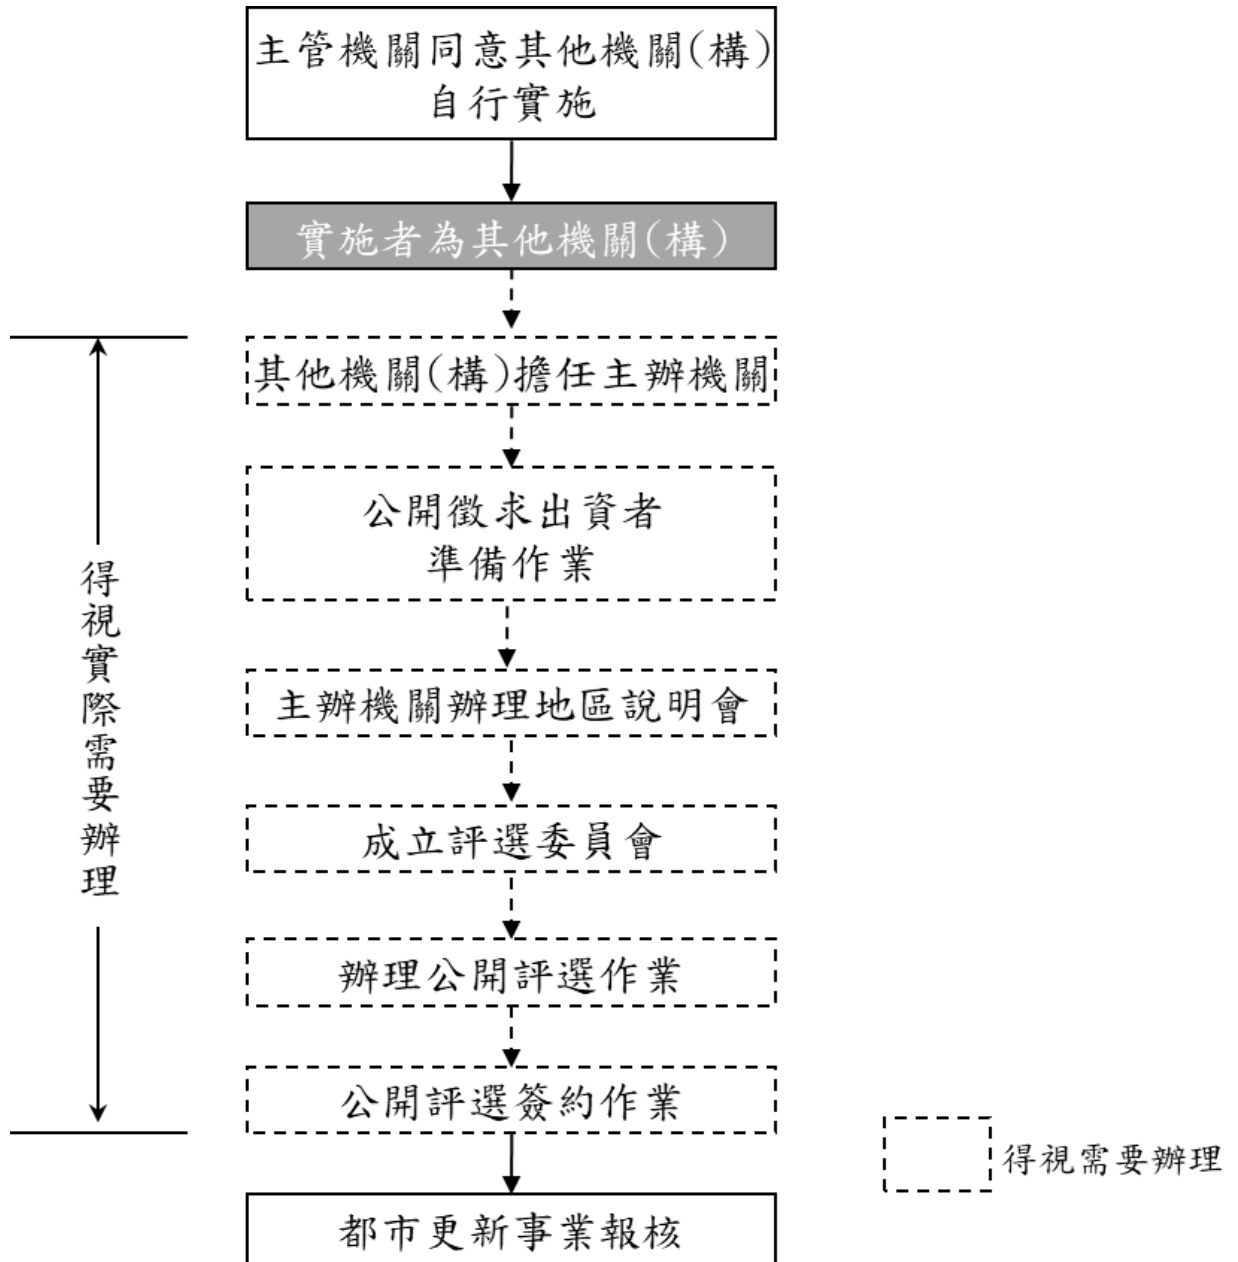 主管機關同意其他機關(構)
自行實施
實施者為其他機關(構)
其他機關(構)擔任主辦機關
公開徵求出資者
準備作業
主辦機關辦理地區說明會
成立評選委員會
辦理公開評選作業
公開評選簽約作業
都市更新事業報核
得視實際需要辦理
得視需要辦理